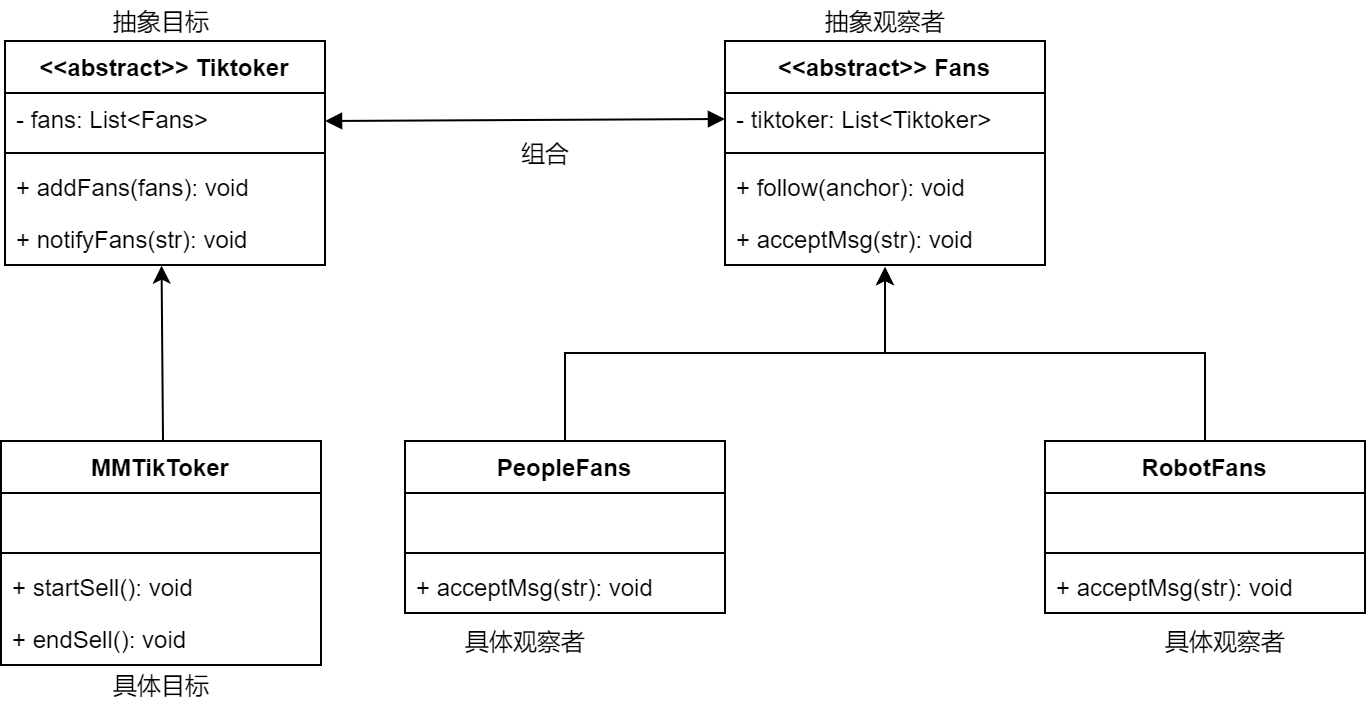 抽象目标
<<abstract>> Tiktoker
- fans: List<Fans>
+ addFans(fans): void
+ notifyFans(str): void
组合
抽象观察者
<<abstract>> Fans
- tiktoker: List<Tiktoker>
+ follow(anchor): void
+ acceptMsg(str): void
MMTikToker
+ startSell(): void
+ endSell(): void
具体目标
PeopleFans
+ acceptMsg(str): void
具体观察者
RobotFans
+ acceptMsg(str): void
具体观察者